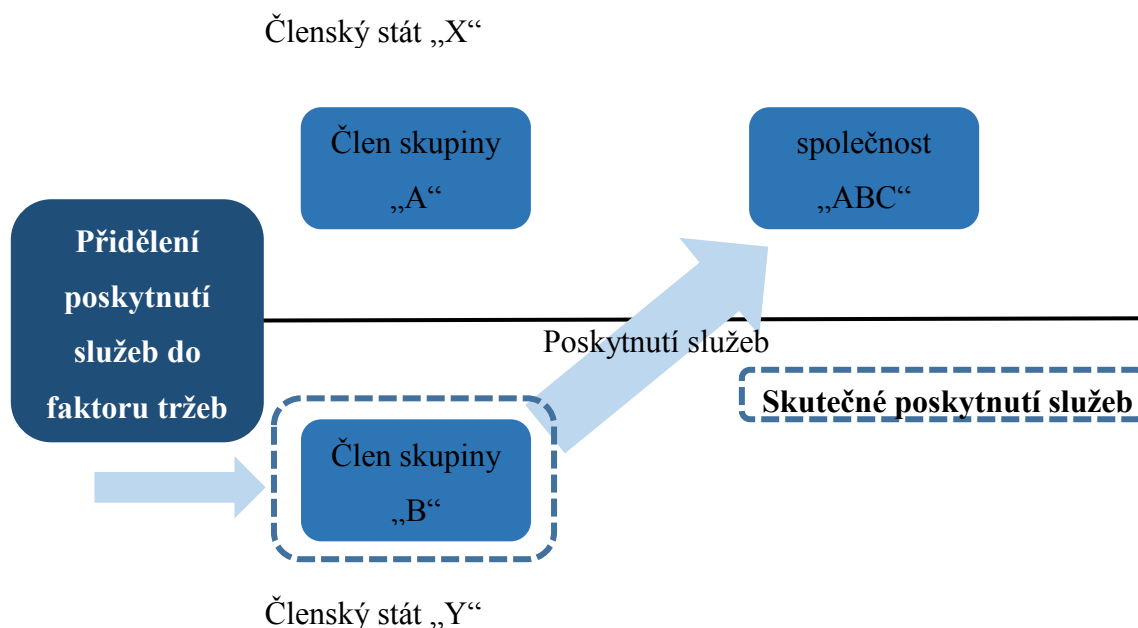 Členský stát „X“
Člen skupiny
„A“
společnost
„ABC“
Přidělení
poskytnutí
služeb do
faktoru tržeb
Poskytnutí služeb
Skutečné poskytnutí služeb
Člen skupiny
„B“
Členský stát „Y“